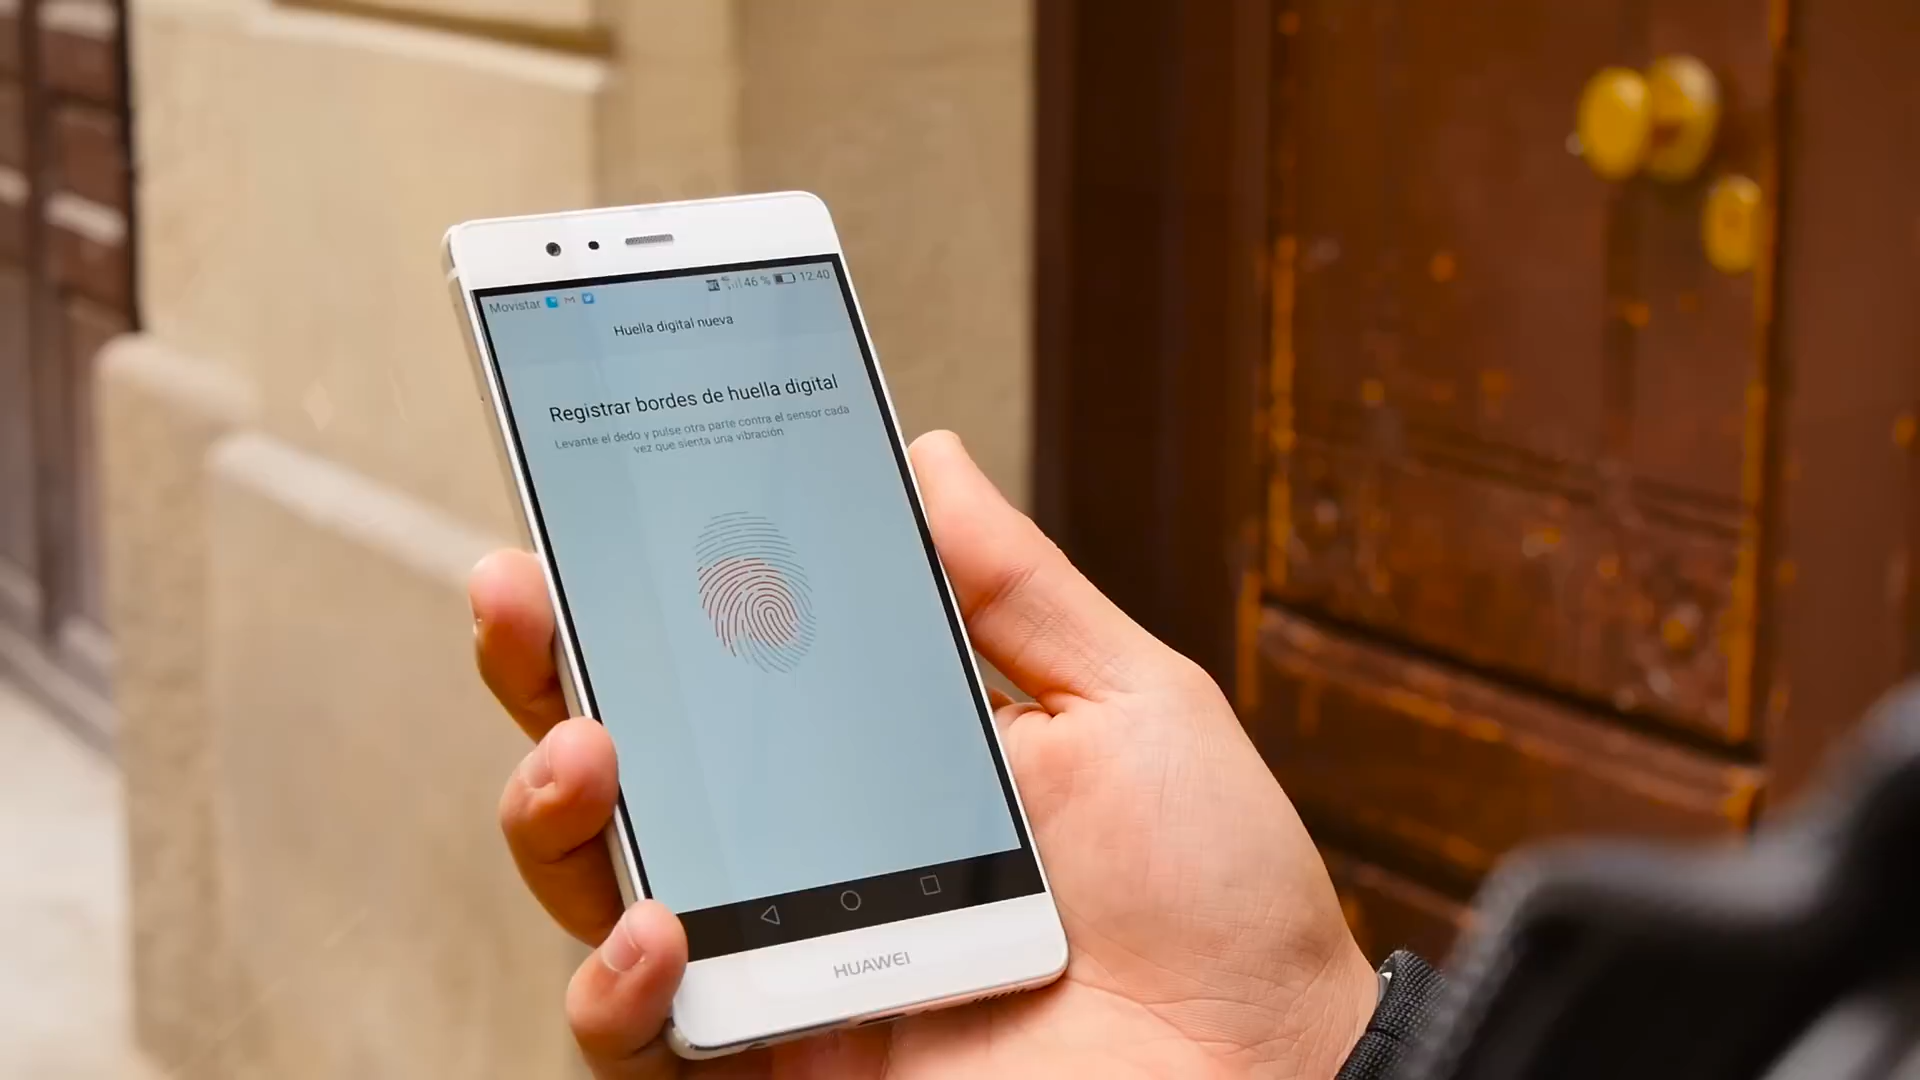 Movistar 46 % 12:40
Huella digital nueva
Registrar bordes de huella digital
Levante el dedo y pulse otra parte contra el sensor cada
vez que sienta una vibración
HUAWEI